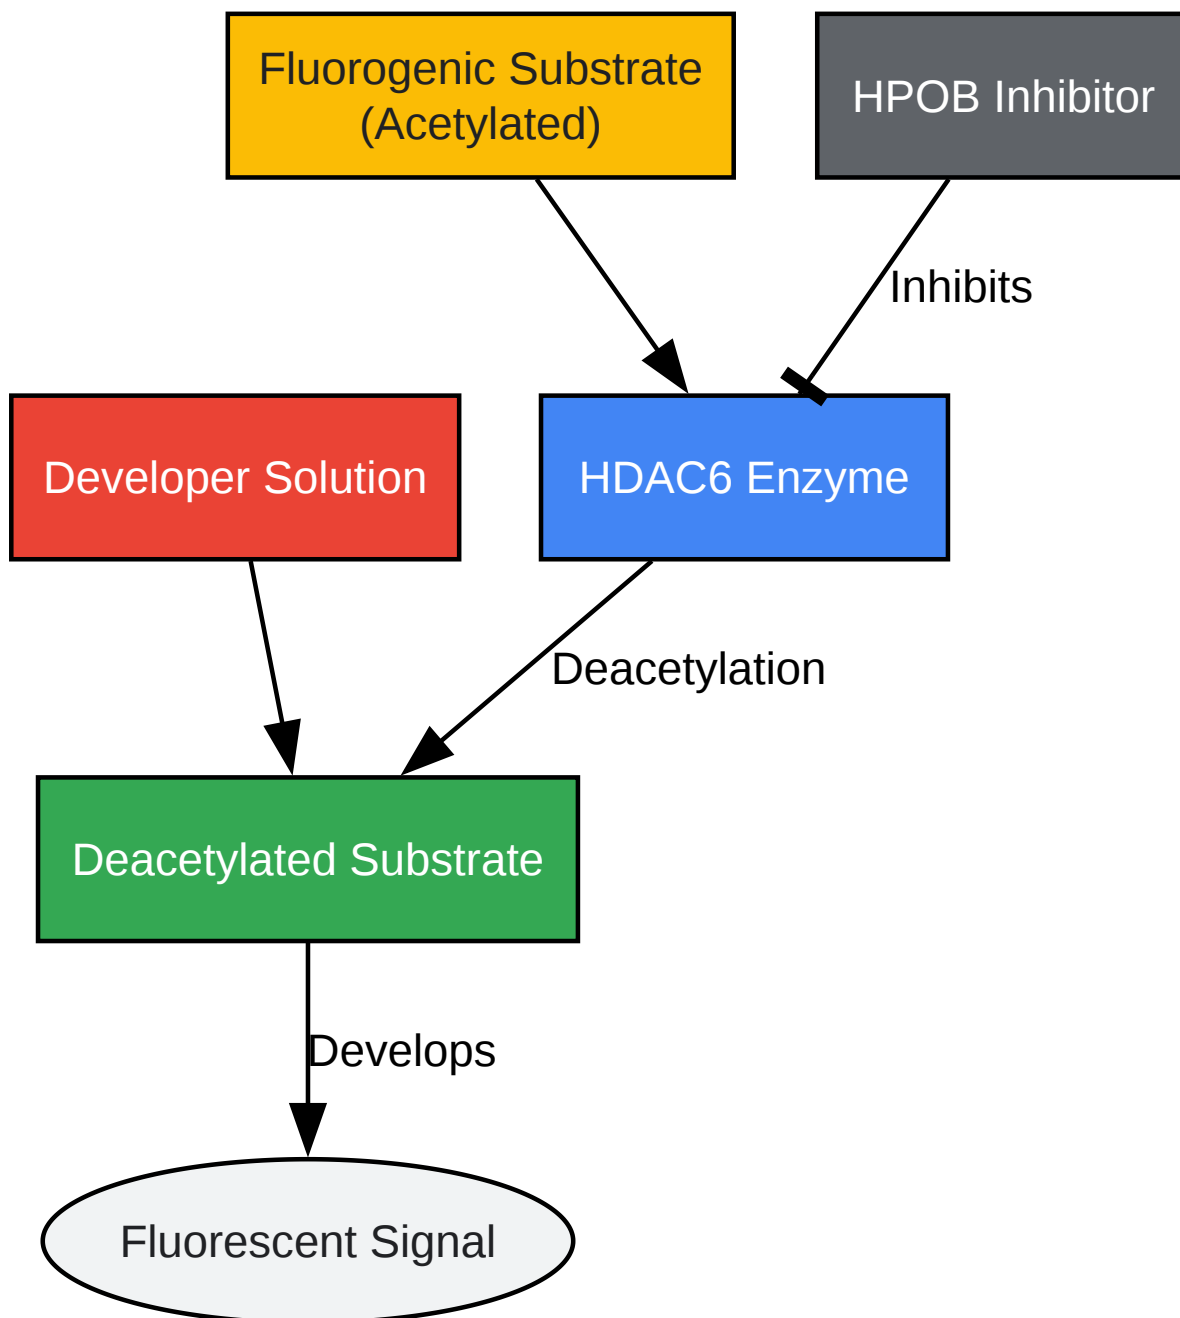 Fluorogenic Substrate
(Acetylated)
HPOB Inhibitor
Inhibits
Developer Solution
HDAC6 Enzyme
Deacetylation
Deacetylated Substrate
Develops
Fluorescent Signal